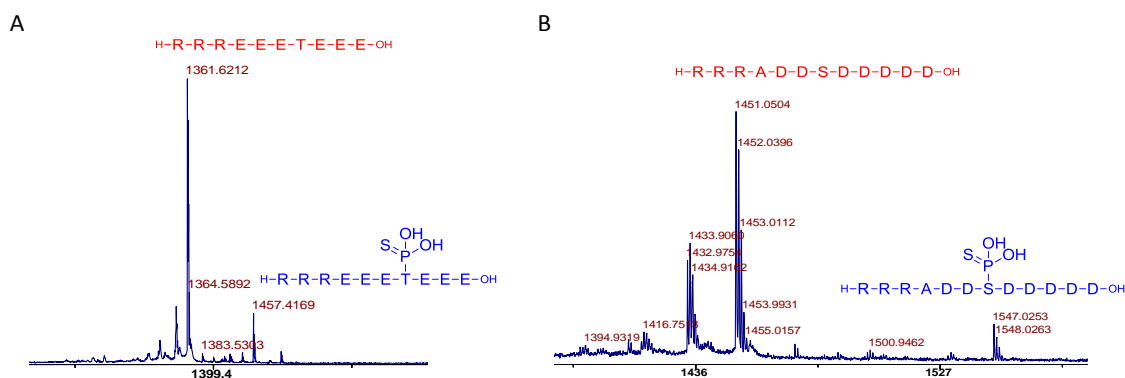 A
H-R-R-R-E-E-E-T-E-E-E-OH
1361.6212
OH
S=P-OH
H-R-R-R-E-E-E-T-E-E-E-OH
1364.5892
1457.4169
1383.5303
1399.4
B
H-R-R-R-A-D-D-S-D-D-D-D-D-OH
1451.0504
1452.0396
1453.0112
1433.9060
1432.9754
1434.9162
OH
S=P-OH
H-R-R-R-A-D-D-S-D-D-D-D-D-OH
1453.9931
1547.0253
1548.0263
1394.9319
1455.0157
1500.9462
1436
1527